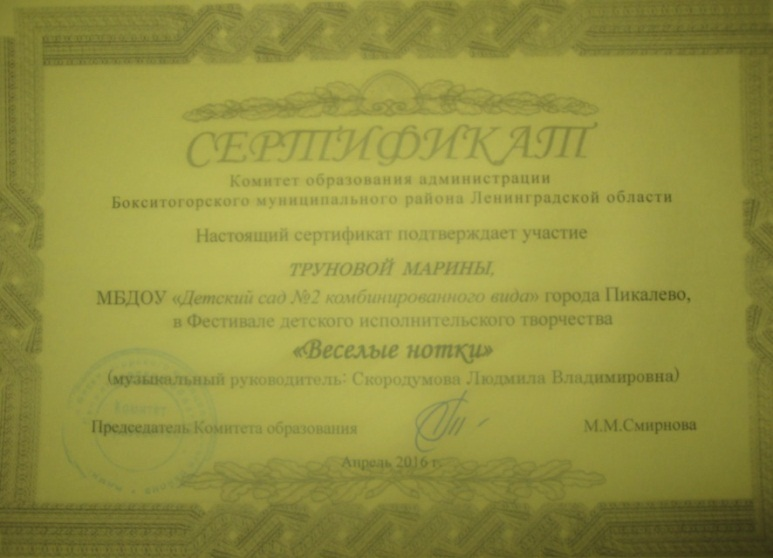 СЕРТИФИКАТ
Комитет образования администрации
Бокситогорского муниципального района Ленинградской области
Настоящий сертификат подтверждает участие
ТРУНОВОЙ МАРИНЫ,
МБДОУ «Детский сад №2 комбинированного вида» города Пикалево,
в Фестивале детского исполнительского творчества
«Веселые нотки»
(музыкальный руководитель: Скородумова Людмила Владимировна)
Председатель Комитета образования М.М.Смирнова
Апрель 2016 г.
Комитет